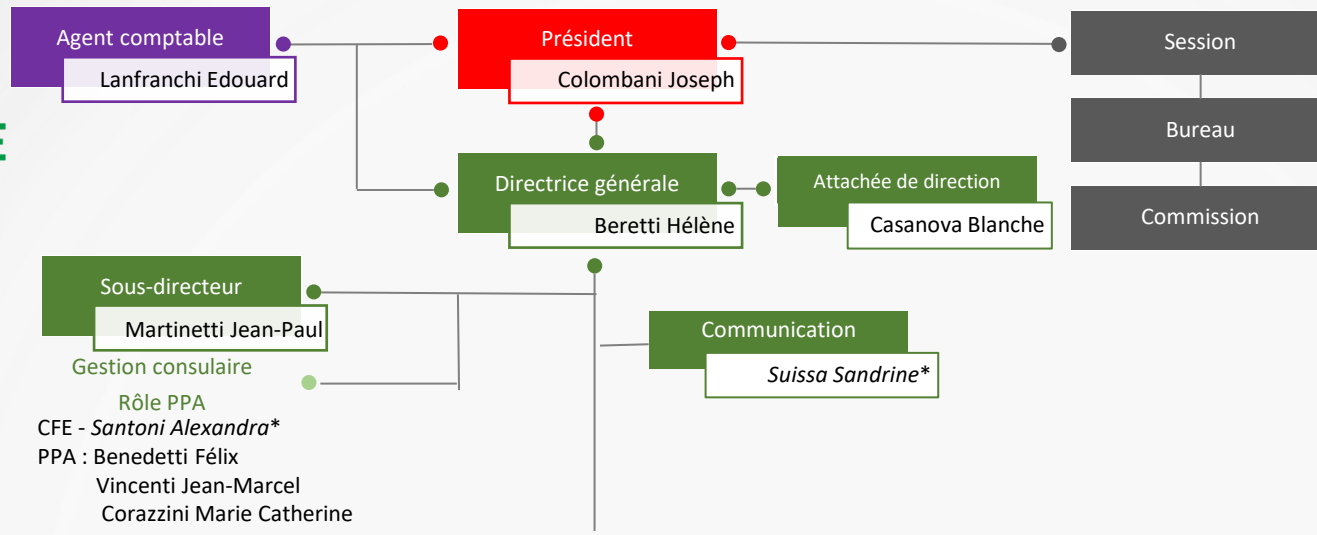 Agent comptable
Lanfranchi Edouard
Président
Colombani Joseph
Session
Bureau
Commission
E
Directrice générale
Beretti Hélène
Attachée de direction
Casanova Blanche
Sous-directeur
Martinetti Jean-Paul
Communication
Suissa Sandrine*
Gestion consulaire
Rôle PPA
CFE - Santoni Alexandra*
PPA : Benedetti Félix
Vincenti Jean-Marcel
Corazzini Marie Catherine